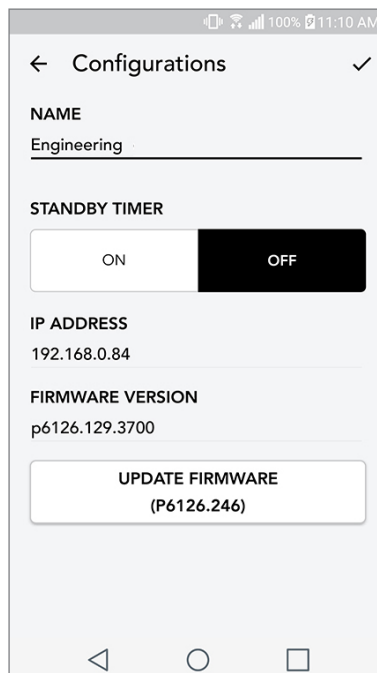 100% 11:10 AM
Configurations
NAME
Engineering
STANDBY TIMER
ON OFF
IP ADDRESS
192.168.0.84
FIRMWARE VERSION
p6126.129.3700
UPDATE FIRMWARE
(P6126.246)